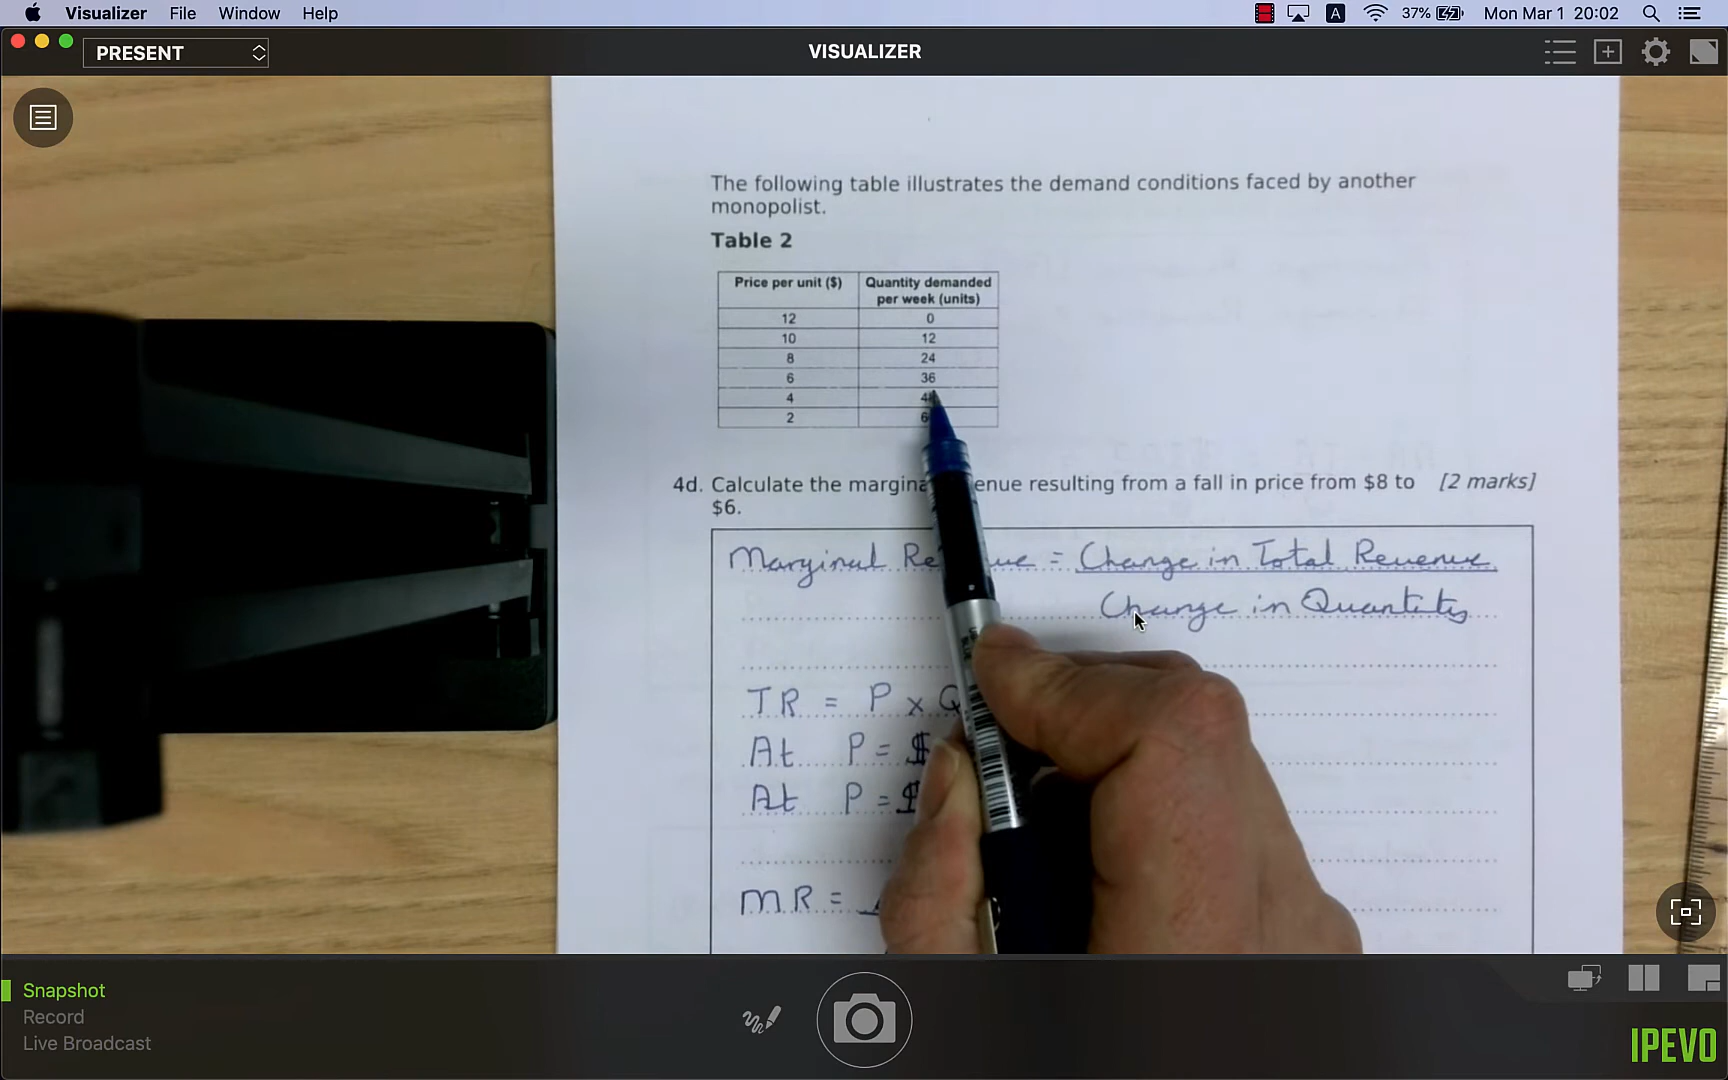 Visualizer File Window Help 37% Mon Mar 1 20:02
PRESENT
VISUALIZER
The following table illustrates the demand conditions faced by another
monopolist.
Table 2
Price per unit ($) Quantity demanded
per week (units)
12 0
10 12
8 24
6 36
4 4
2 6
4d. Calculate the margina enue resulting from a fall in price from $8 to [2 marks]
$6.
Marginal Re ue = Change in Total Revenue
Change in Quantity
TR = P x Q
At P = $
At P = $
MR =
Snapshot
Record
Live Broadcast
IPEVO